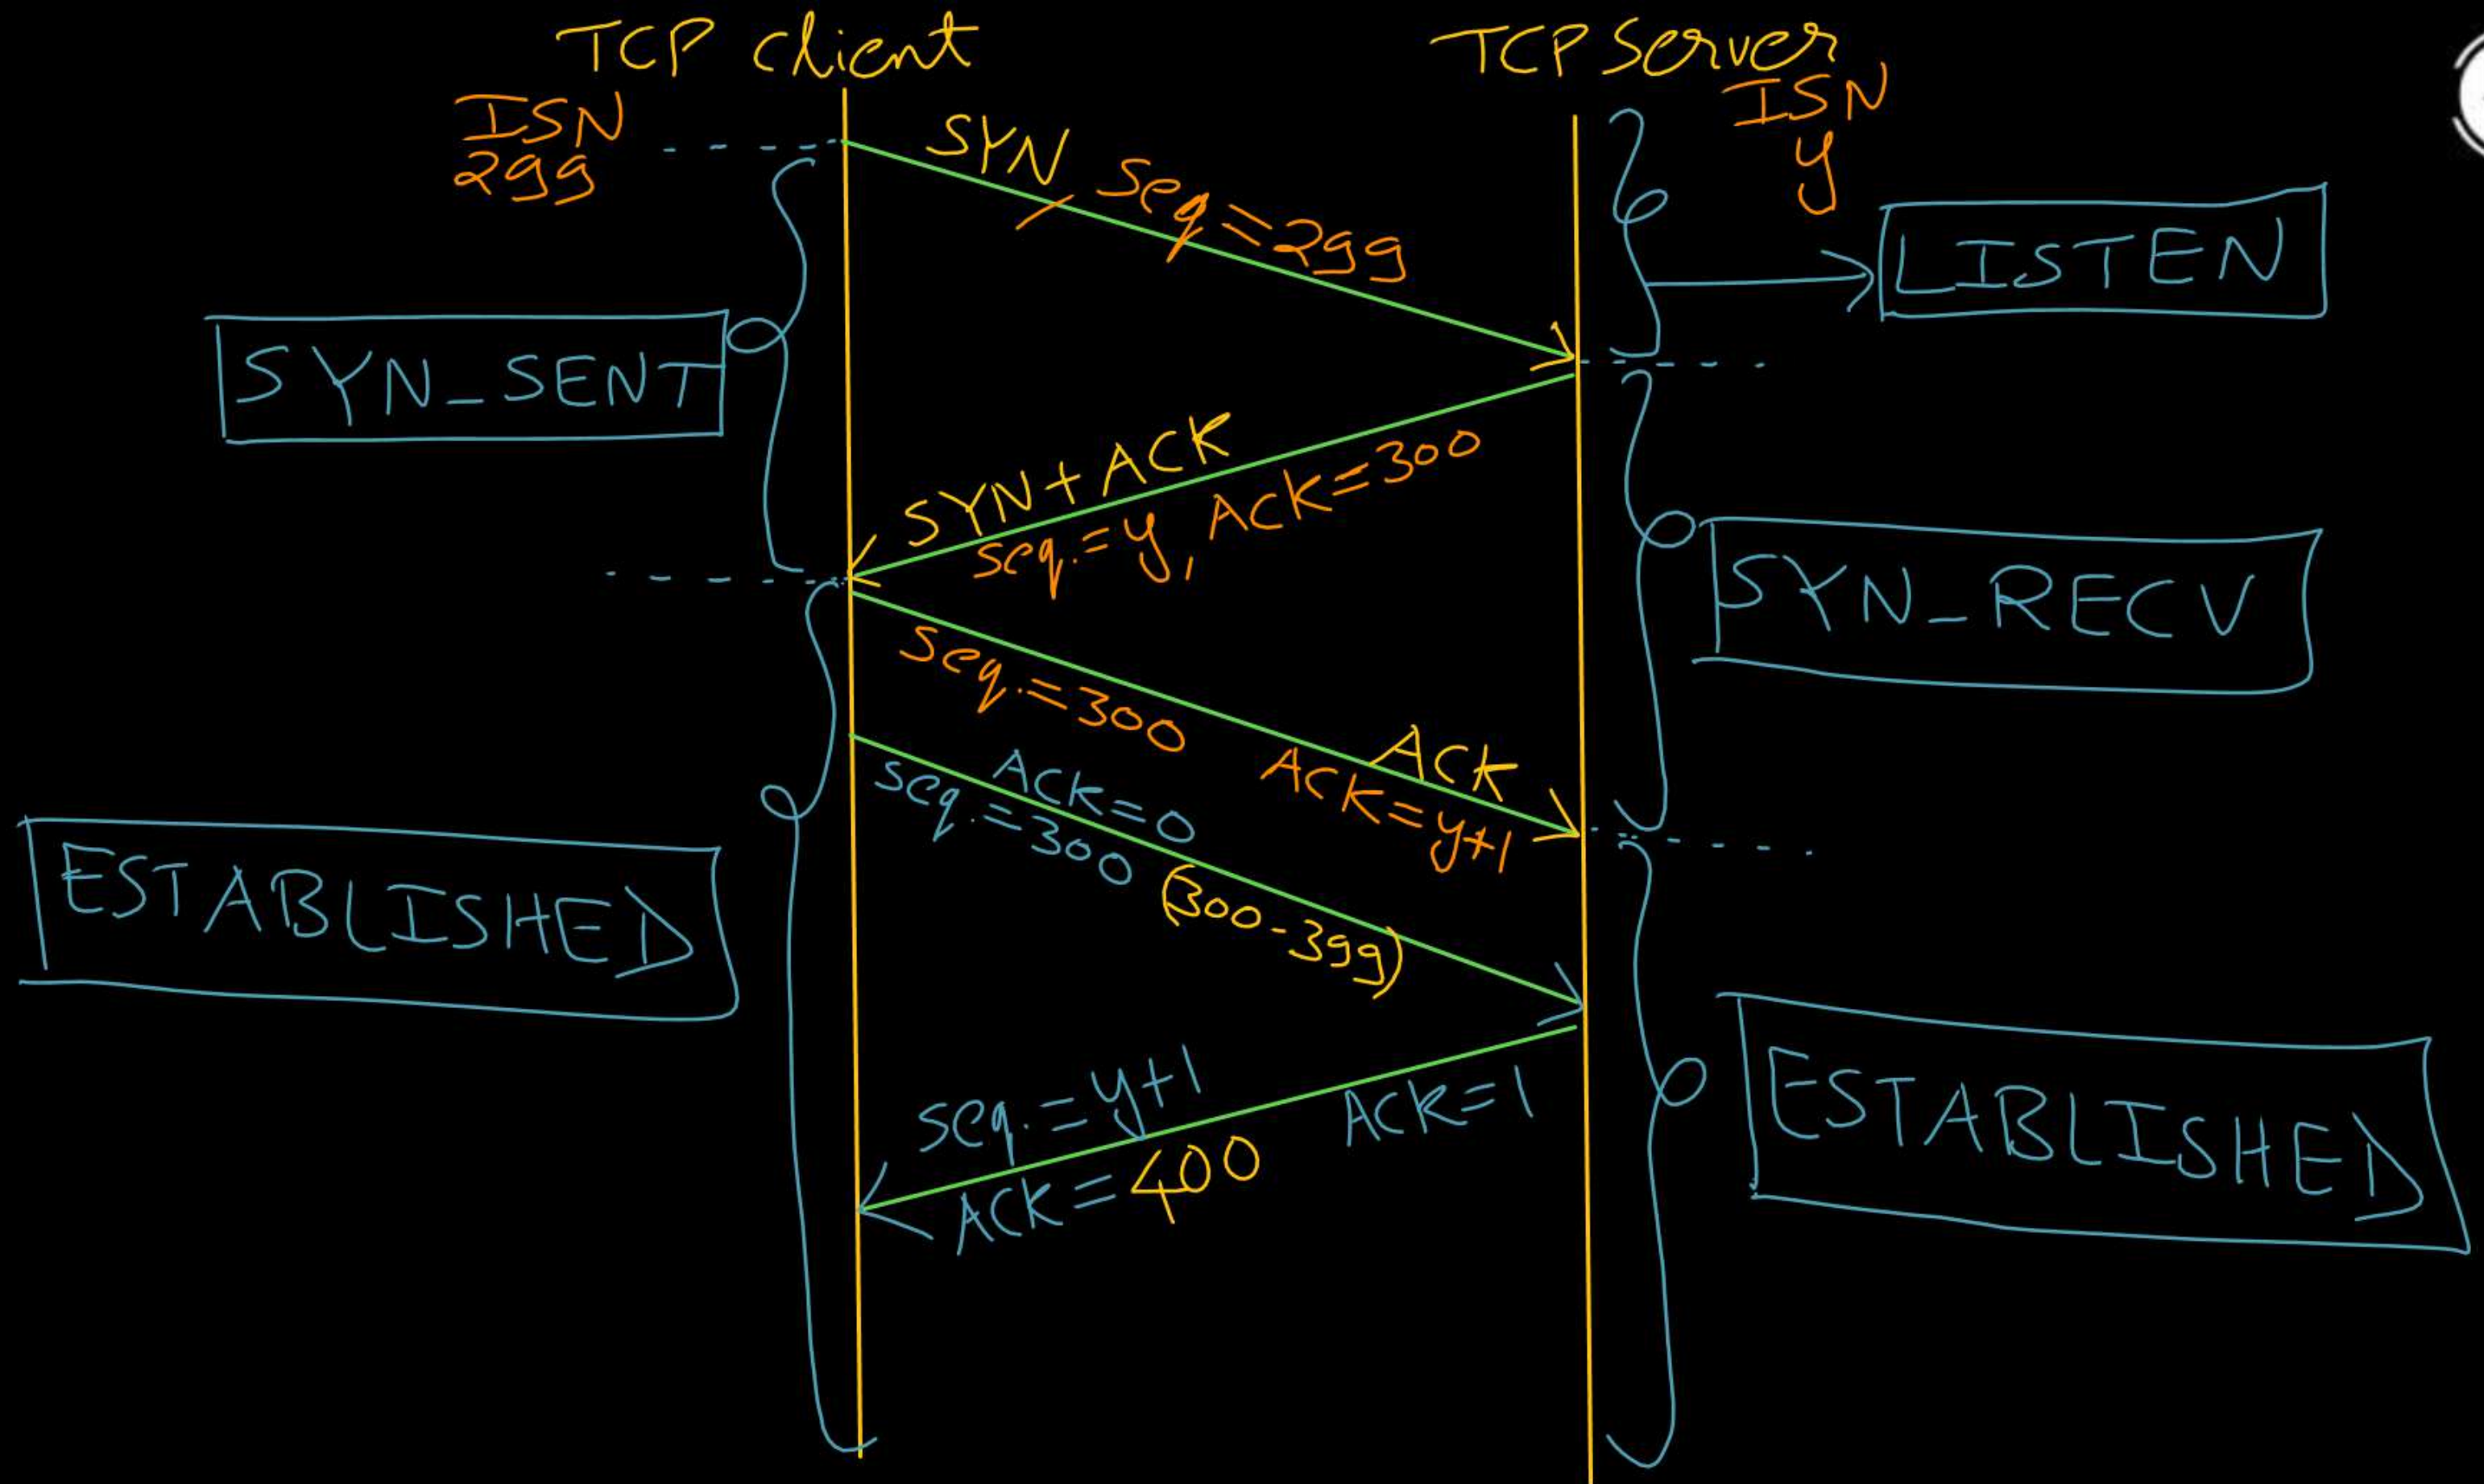 TCP Client
TCP Server
ISN
299
ISN
y
SYN
Seq=299
LISTEN
SYN_SENT
SYN+ACK
Seq.=y, ACK=300
SYN_RECV
Seq.=300
ACK
ACK=y+1
ACK=0
Seq.=300
(300-399)
ESTABLISHED
Seq.=y+1
ACK=1
ACK=400
ESTABLISHED